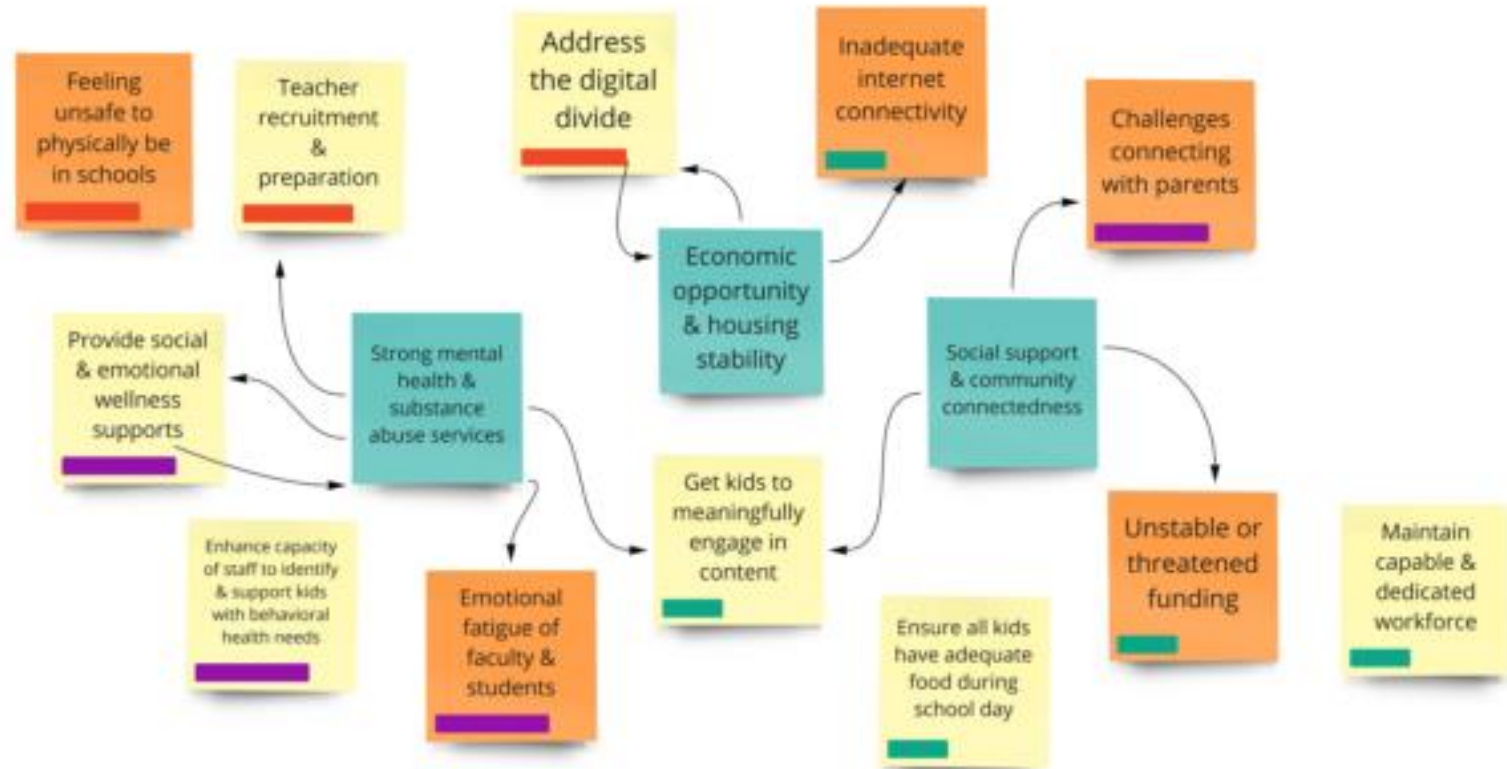 Feeling
unsafe to
physically be
in schools
Teacher
recruitment
&
preparation
Address
the digital
divide
Inadequate
internet
connectivity
Challenges
connecting
with parents
Provide social
& emotional
wellness
supports
Strong mental
health &
substance
abuse services
Economic
opportunity
& housing
stability
Social support
& community
connectedness
Enhance capacity
of staff to identify
& support kids
with behavioral
health needs
Emotional
fatigue of
faculty &
students
Get kids to
meaningfully
engage in
content
Ensure all kids
have adequate
food during
school day
Unstable or
threatened
funding
Maintain
capable &
dedicated
workforce